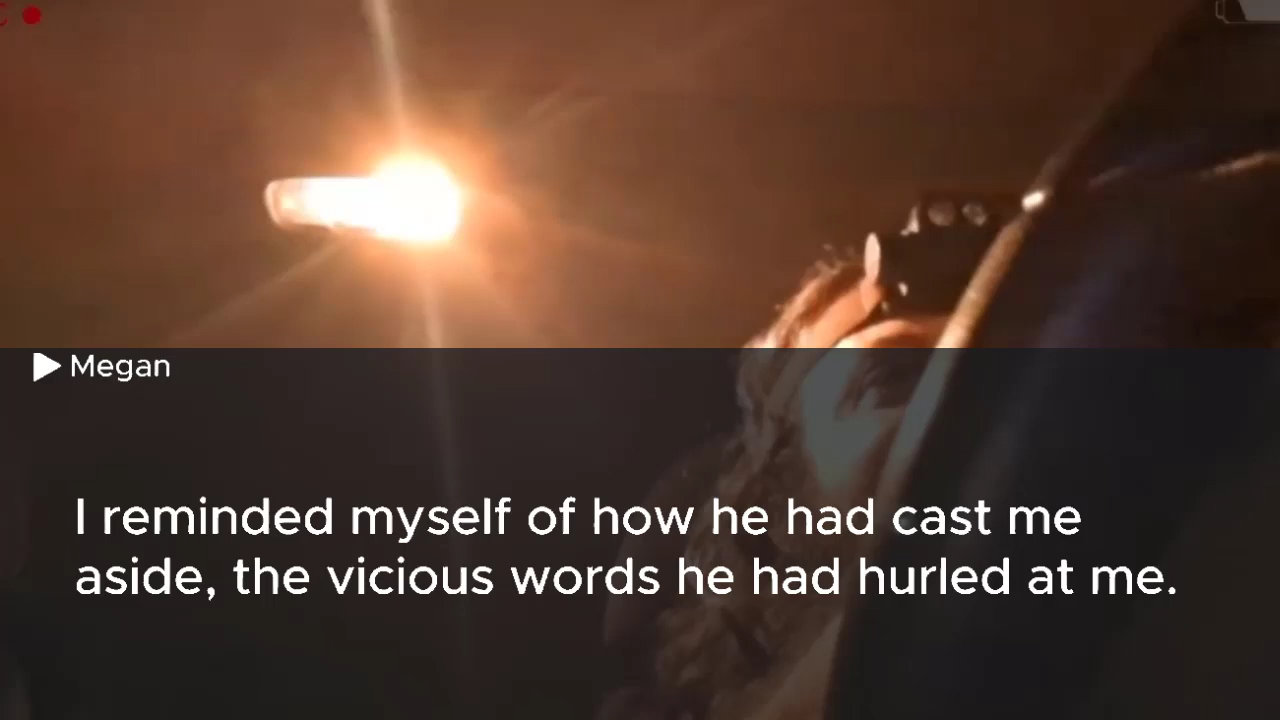 Megan
I reminded myself of how he had cast me
aside, the vicious words he had hurled at me.